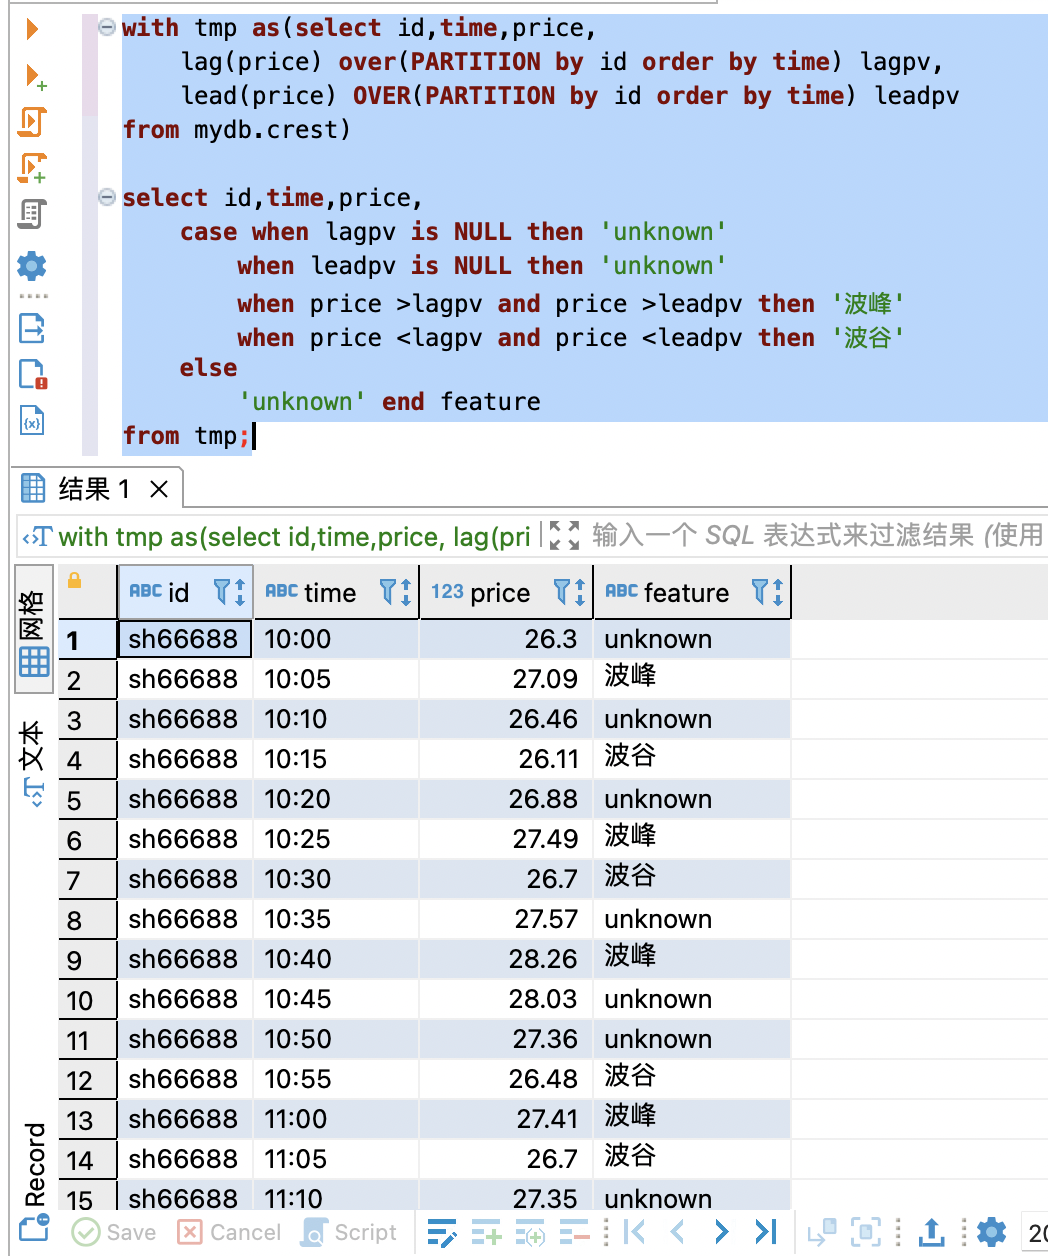 with tmp as(select id,time,price,
lag(price) over(PARTITION by id order by time) lagpv,
lead(price) OVER(PARTITION by id order by time) leadpv
from mydb.crest)
select id,time,price,
case when lagpv is NULL then 'unknown'
when leadpv is NULL then 'unknown'
when price >lagpv and price >leadpv then '波峰'
when price <lagpv and price <leadpv then '波谷'
else
'unknown' end feature
from tmp;
结果 1
with tmp as(select id,time,price, lag(pri
输入一个 SQL 表达式来过滤结果 (使用
网格
文本
Record
ABC id ABC time 123 price ABC feature
1 sh66688 10:00 26.3 unknown
2 sh66688 10:05 27.09 波峰
3 sh66688 10:10 26.46 unknown
4 sh66688 10:15 26.11 波谷
5 sh66688 10:20 26.88 unknown
6 sh66688 10:25 27.49 波峰
7 sh66688 10:30 26.7 波谷
8 sh66688 10:35 27.57 unknown
9 sh66688 10:40 28.26 波峰
10 sh66688 10:45 28.03 unknown
11 sh66688 10:50 27.36 unknown
12 sh66688 10:55 26.48 波谷
13 sh66688 11:00 27.41 波峰
14 sh66688 11:05 26.7 波谷
15 sh66688 11:10 27.35 unknown
Save Cancel Script 20